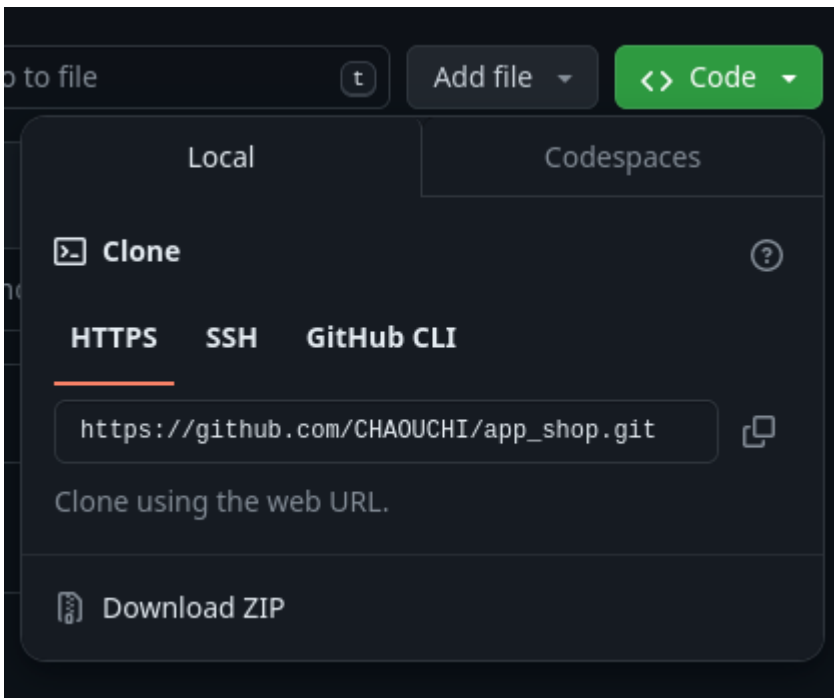 o to file t Add file Code
Local Codespaces
Clone
HTTPS SSH GitHub CLI
https://github.com/CHAOUCHI/app_shop.git
Clone using the web URL.
Download ZIP